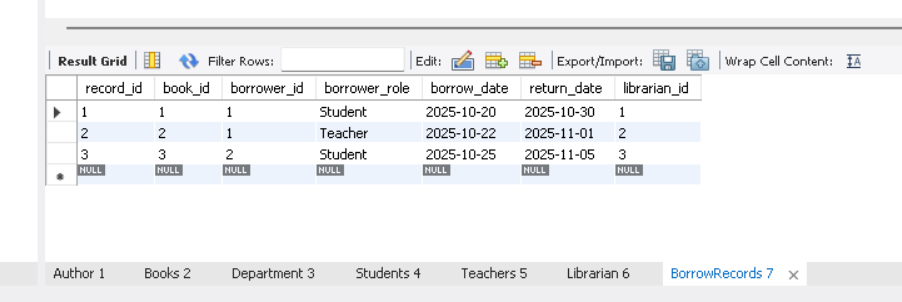 Result Grid Filter Rows: Edit: Export/Import: Wrap Cell Content: IA
record_id book_id borrower_id borrower_role borrow_date return_date librarian_id
1 1 1 Student 2025-10-20 2025-10-30 1
2 2 1 Teacher 2025-10-22 2025-11-01 2
3 3 2 Student 2025-10-25 2025-11-05 3
NULL NULL NULL NULL NULL NULL NULL
Author 1 Books 2 Department 3 Students 4 Teachers 5 Librarian 6 BorrowRecords 7